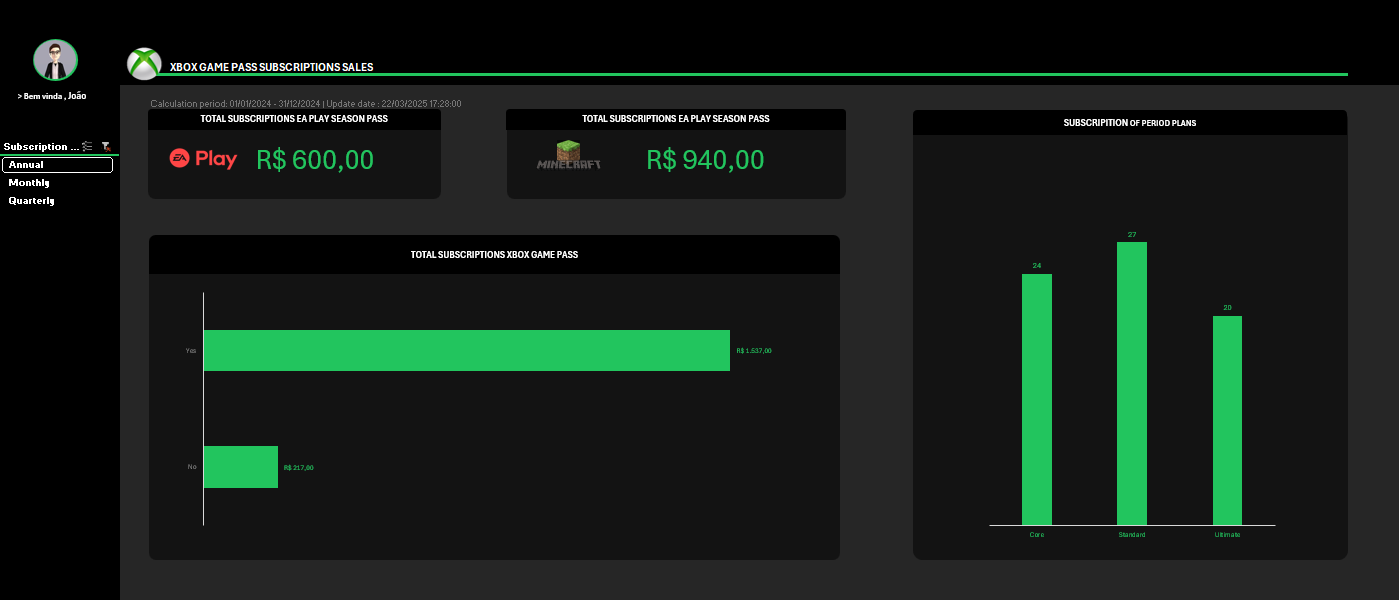 XBOX GAME PASS SUBSCRIPTIONS SALES
> Bem vinda , João
Calculation period: 01/01/2024 - 31/12/2024 | Update date : 22/03/2025 17:28:00
Subscription ...
Annual
Monthly
Quarterly
TOTAL SUBSCRIPTIONS EA PLAY SEASON PASS
EA Play R$ 600,00
TOTAL SUBSCRIPTIONS EA PLAY SEASON PASS
MINECRAFT R$ 940,00
TOTAL SUBSCRIPTIONS XBOX GAME PASS
Yes R$ 1.537,00
No R$ 217,00
SUBSCRIPITION OF PERIOD PLANS
24
27
20
Core Standard Ultimate